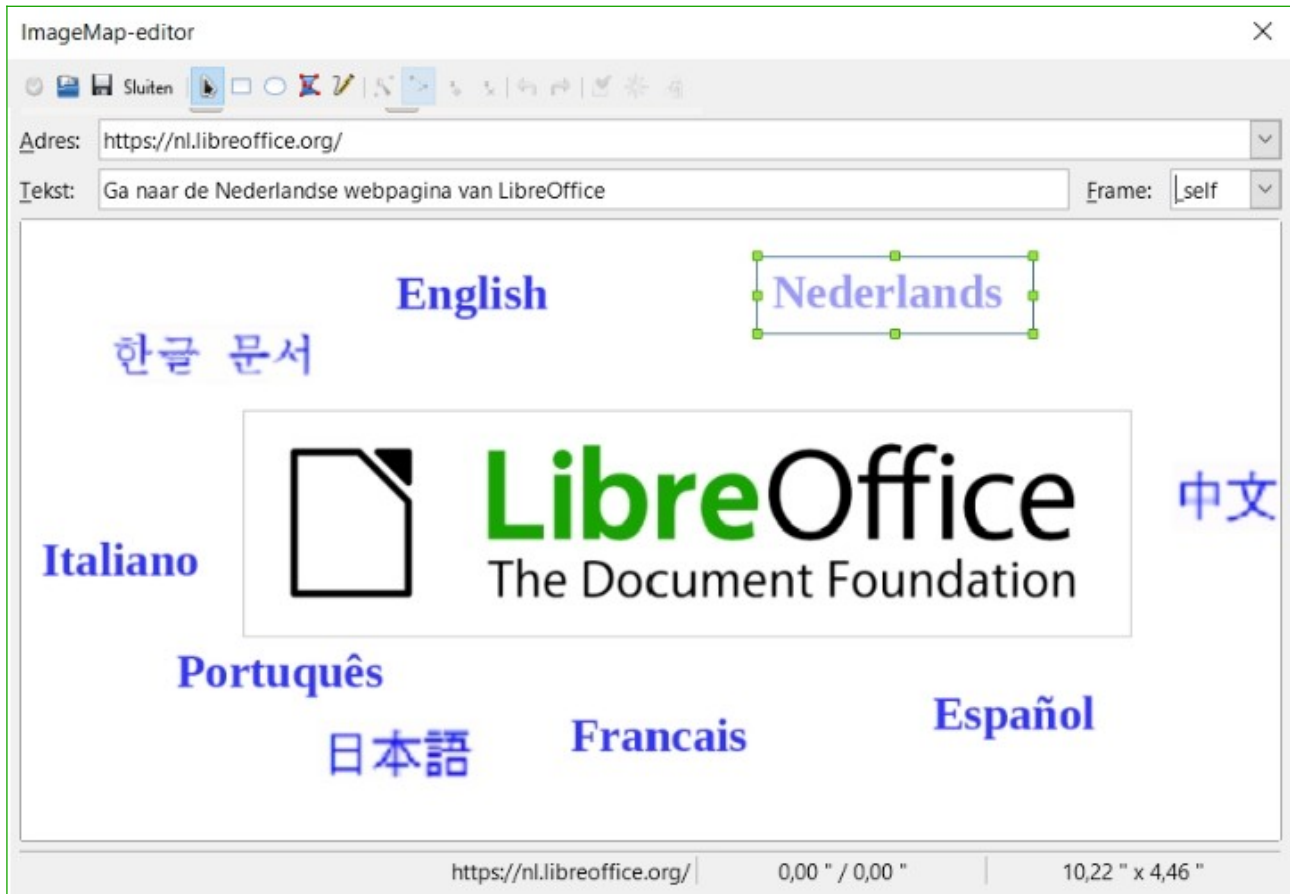 ImageMap-editor
Sluiten
Adres: https://nl.libreoffice.org/
Tekst: Ga naar de Nederlandse webpagina van LibreOffice Frame: _self
English Nederlands
한글 문서
LibreOffice
中文
Italiano
The Document Foundation
Portuquês
Español
Francais
日本語
https://nl.libreoffice.org/ 0,00 " / 0,00 " 10,22 " x 4,46 "